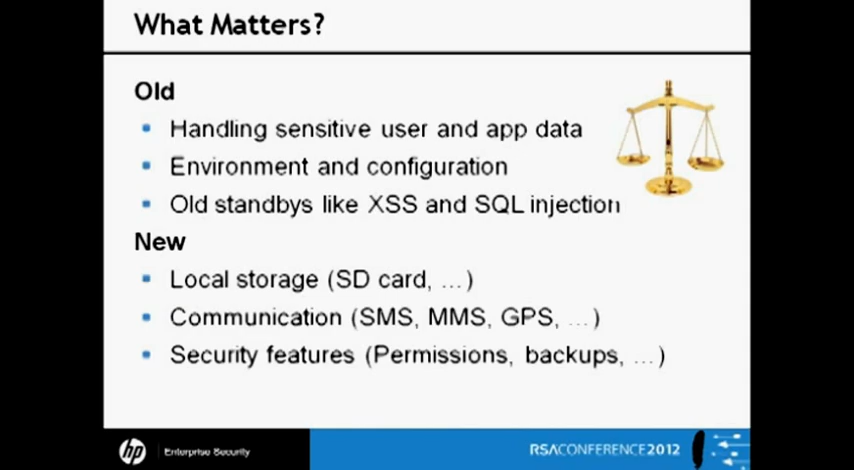 What Matters?
Old
Handling sensitive user and app data
Environment and configuration
Old standbys like XSS and SQL injection
New
Local storage (SD card, ...)
Communication (SMS, MMS, GPS, ...)
Security features (Permissions, backups, ...)
hp Enterprise Security
RSACONFERENCE2012